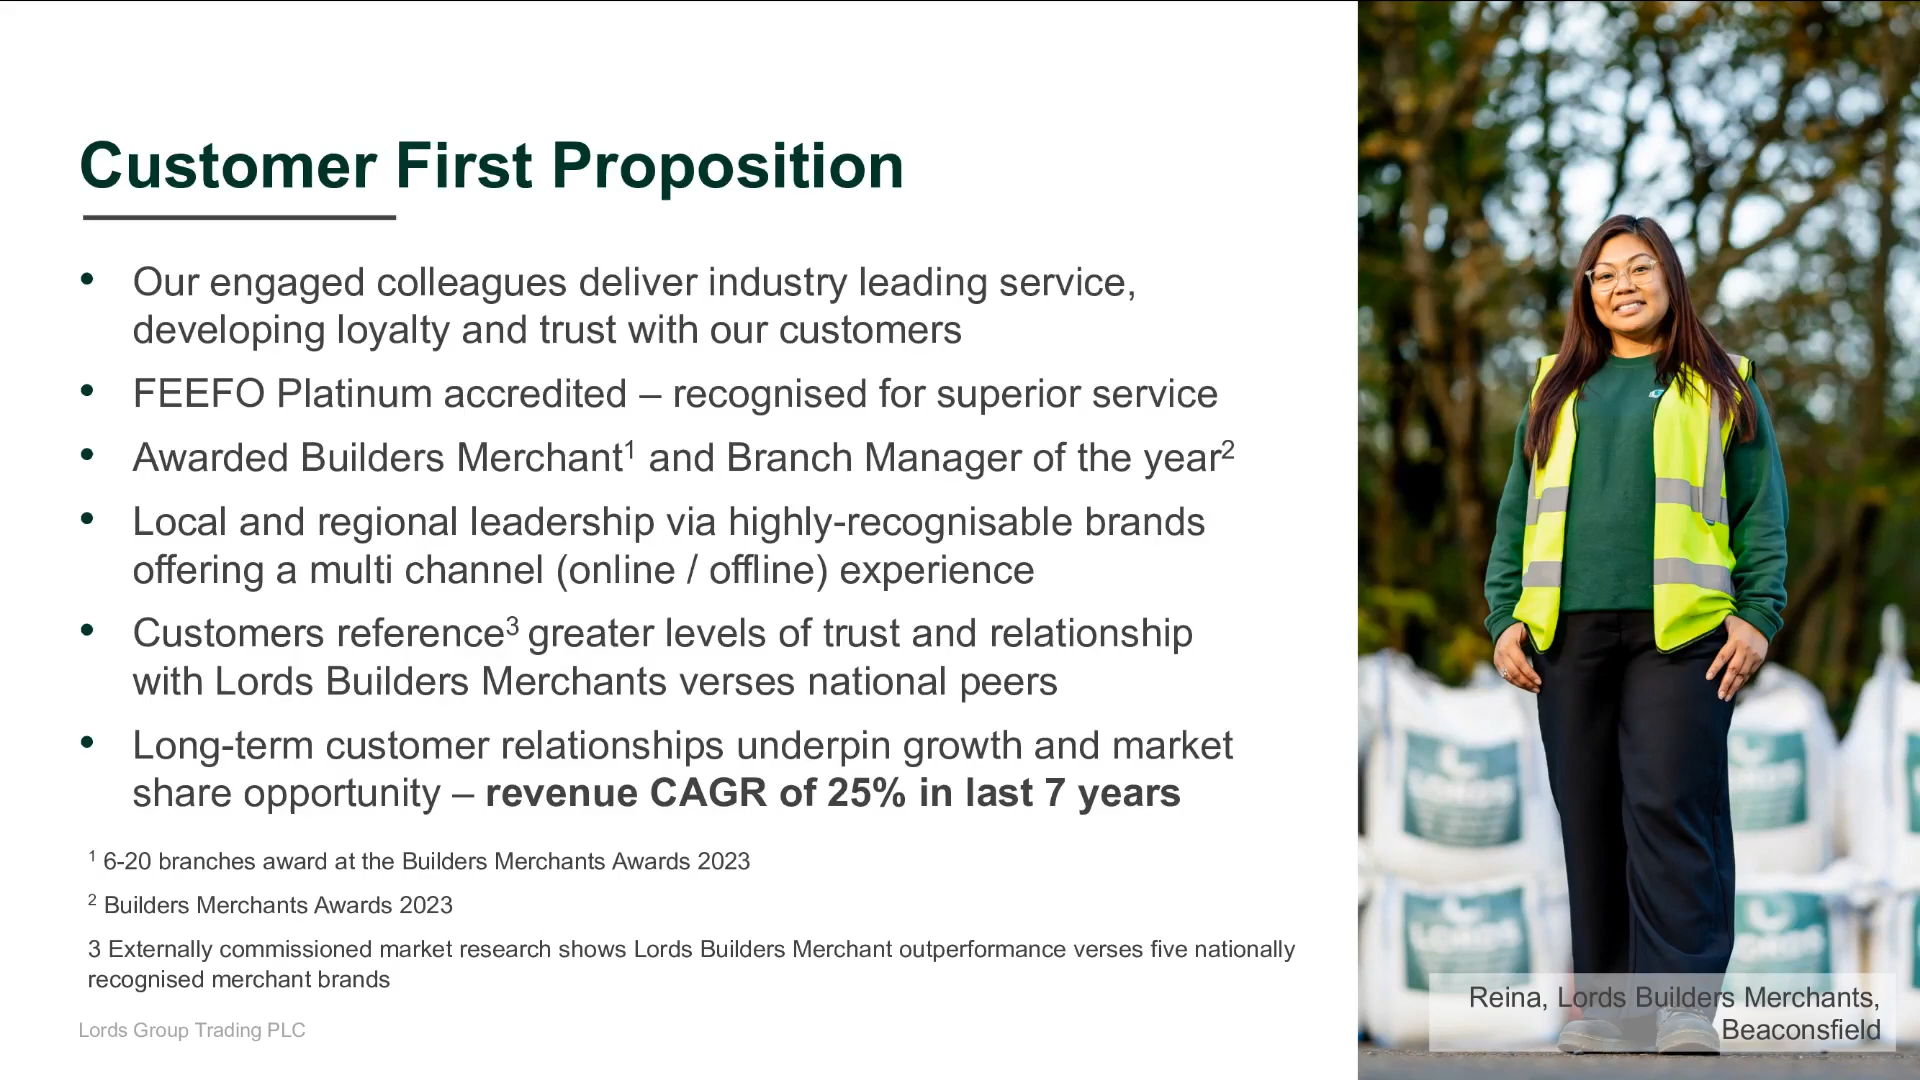 Customer First Proposition
• Our engaged colleagues deliver industry leading service,
developing loyalty and trust with our customers
• FEEFO Platinum accredited – recognised for superior service
• Awarded Builders Merchant¹ and Branch Manager of the year²
• Local and regional leadership via highly-recognisable brands
offering a multi channel (online / offline) experience
• Customers reference³ greater levels of trust and relationship
with Lords Builders Merchants verses national peers
• Long-term customer relationships underpin growth and market
share opportunity – revenue CAGR of 25% in last 7 years
¹ 6-20 branches award at the Builders Merchants Awards 2023
² Builders Merchants Awards 2023
3 Externally commissioned market research shows Lords Builders Merchant outperformance verses five nationally
recognised merchant brands
Lords Group Trading PLC
LORDS
LORDS
Reina, Lords Builders Merchants,
Beaconsfield